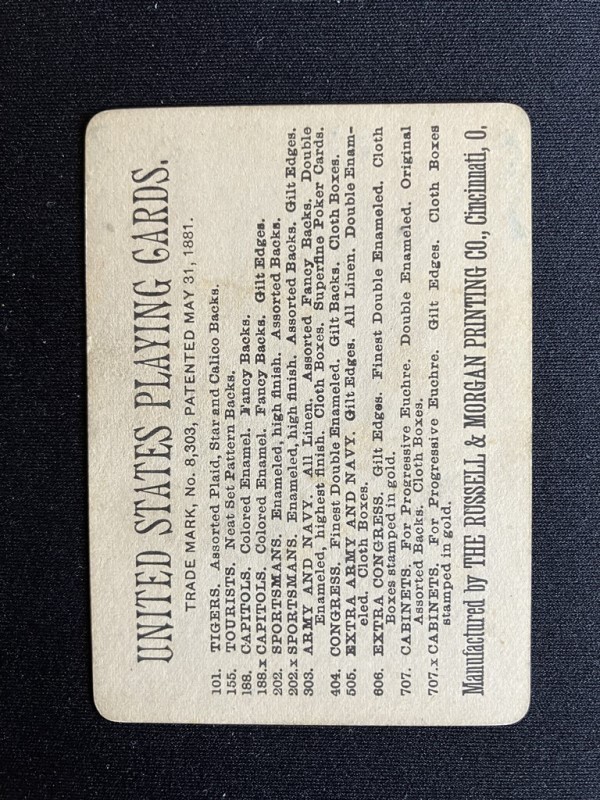 UNITED STATES PLAYING CARDS.
TRADE MARK, No. 8,303, PATENTED MAY 31, 1881.
101. TIGERS. Assorted Plaid, Star and Calico Backs.
155. TOURISTS. Neat Set Pattern Backs.
188. CAPITOLS. Colored Enamel. Fancy Backs.
188.x CAPITOLS. Colored Enamel. Fancy Backs. Gilt Edges.
202. SPORTSMANS. Enameled, high finish. Assorted Backs.
202.x SPORTSMANS. Enameled, high finish. Assorted Backs. Gilt Edges.
303. ARMY AND NAVY. All Linen. Assorted Fancy Backs. Double
Enameled, highest finish. Cloth Boxes. Superfine Poker Cards.
404. CONGRESS. Finest Double Enameled. Gilt Backs. Cloth Boxes.
505. EXTRA ARMY AND NAVY. Gilt Edges. All Linen. Double Enam-
eled. Cloth Boxes.
606. EXTRA CONGRESS. Gilt Edges. Finest Double Enameled. Cloth
Boxes stamped in gold.
707. CABINETS. For Progressive Euchre. Double Enameled. Original
Assorted Backs. Cloth Boxes.
707.x CABINETS. For Progressive Euchre. Gilt Edges. Cloth Boxes
stamped in gold.
Manufactured by THE RUSSELL & MORGAN PRINTING CO., Cincinnati, O.